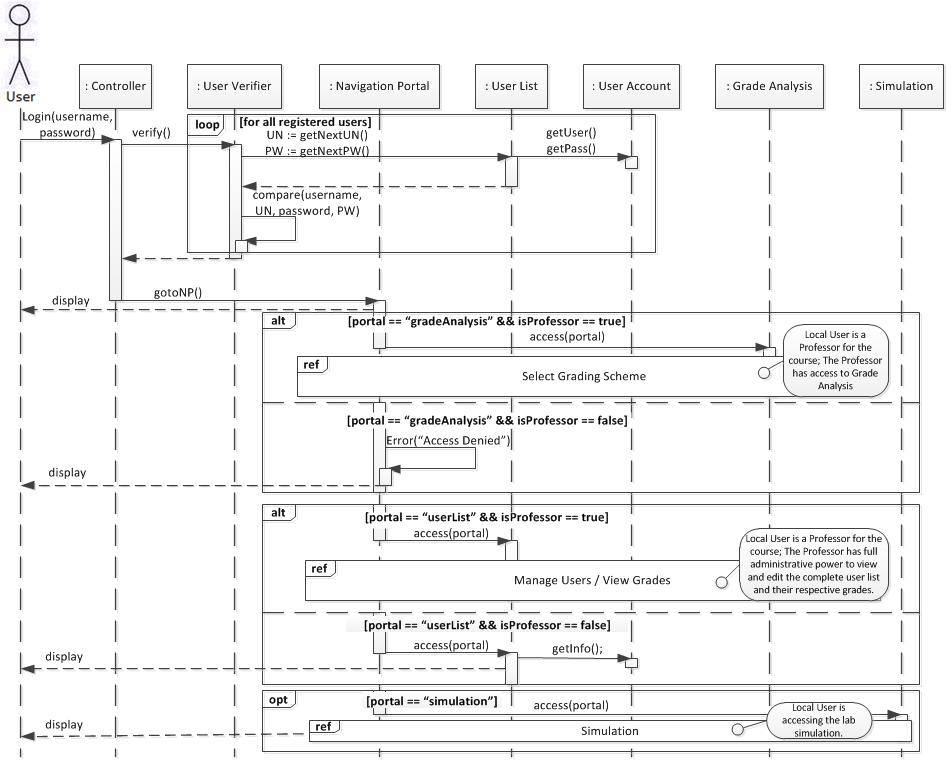 User
: Controller
: User Verifier
: Navigation Portal
: User List
: User Account
: Grade Analysis
: Simulation
Login(username,
password)
verify()
loop
[for all registered users]
UN := getNextUN()
PW := getNextPW()
getUser()
getPass()
compare(username,
UN, password, PW)
gotoNP()
display
alt
[portal == “gradeAnalysis” && isProfessor == true]
access(portal)
Local User is a
Professor for the
course; The Professor
has access to Grade
Analysis
ref
Select Grading Scheme
[portal == “gradeAnalysis” && isProfessor == false]
Error(“Access Denied”)
display
alt
[portal == “userList” && isProfessor == true]
access(portal)
Local User is a Professor for the
course; The Professor has full
administrative power to view
and edit the complete user list
and their respective grades.
ref
Manage Users / View Grades
[portal == “userList” && isProfessor == false]
access(portal)
getInfo();
display
opt
[portal == “simulation”]
access(portal)
Local User is
accessing the lab
simulation.
display
ref
Simulation